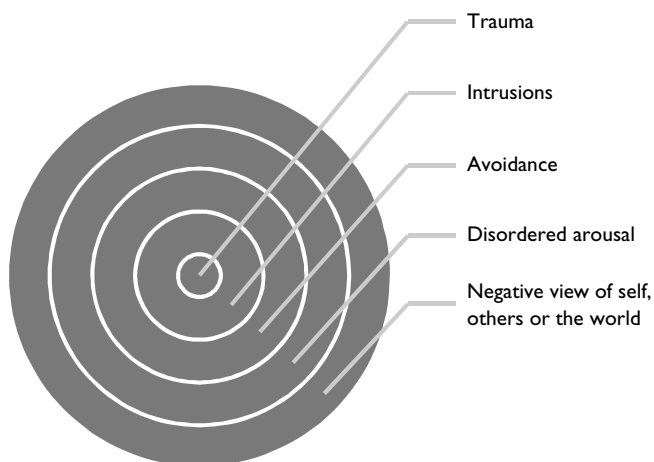 Trauma
Intrusions
Avoidance
Disordered arousal
Negative view of self,
others or the world